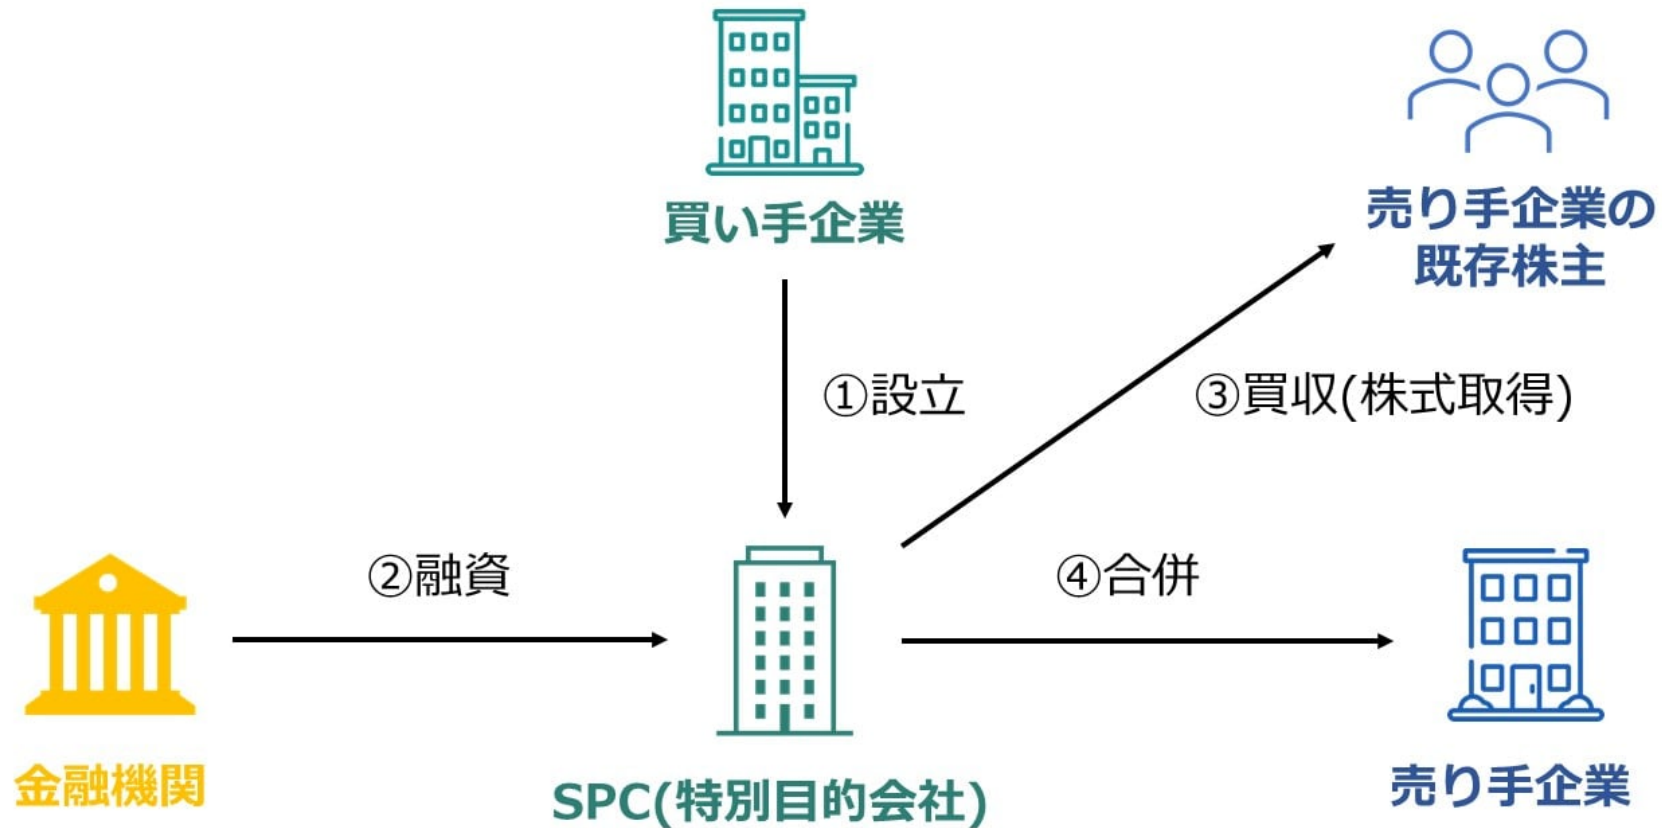 買い手企業
売り手企業の
既存株主
①設立
③買収(株式取得)
②融資
④合併
金融機関
SPC(特別目的会社)
売り手企業